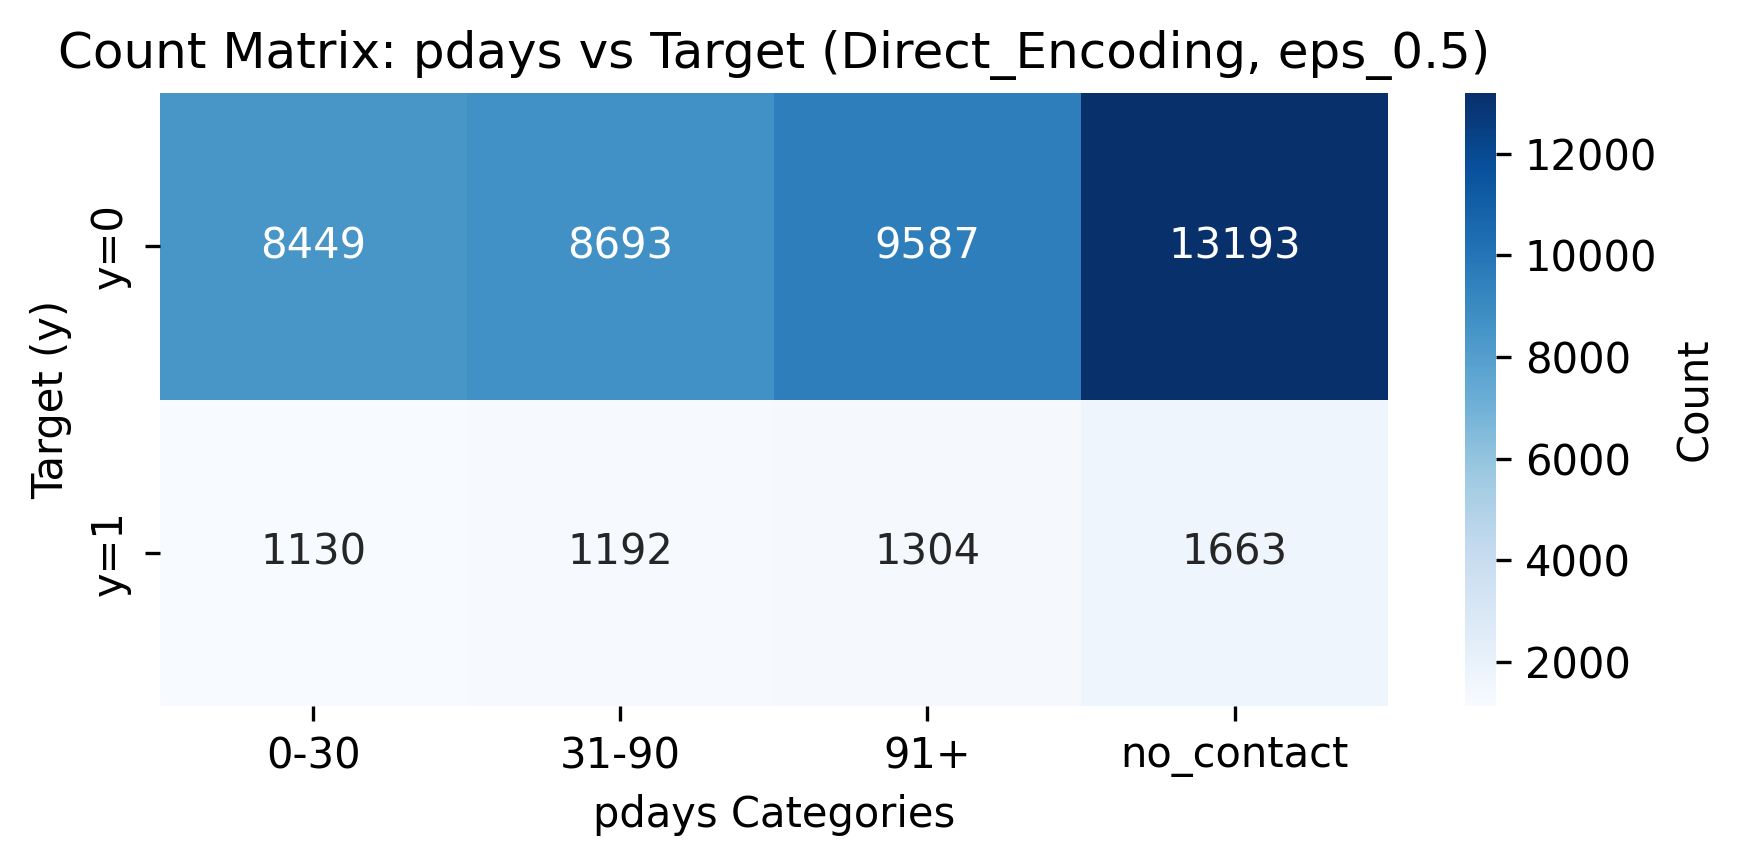 Count Matrix: pdays vs Target (Direct_Encoding, eps_0.5)
Target (y)
y=0
y=1
8449 8693 9587 13193
1130 1192 1304 1663
0-30 31-90 91+ no_contact
pdays Categories
12000
10000
8000
6000
4000
2000
Count